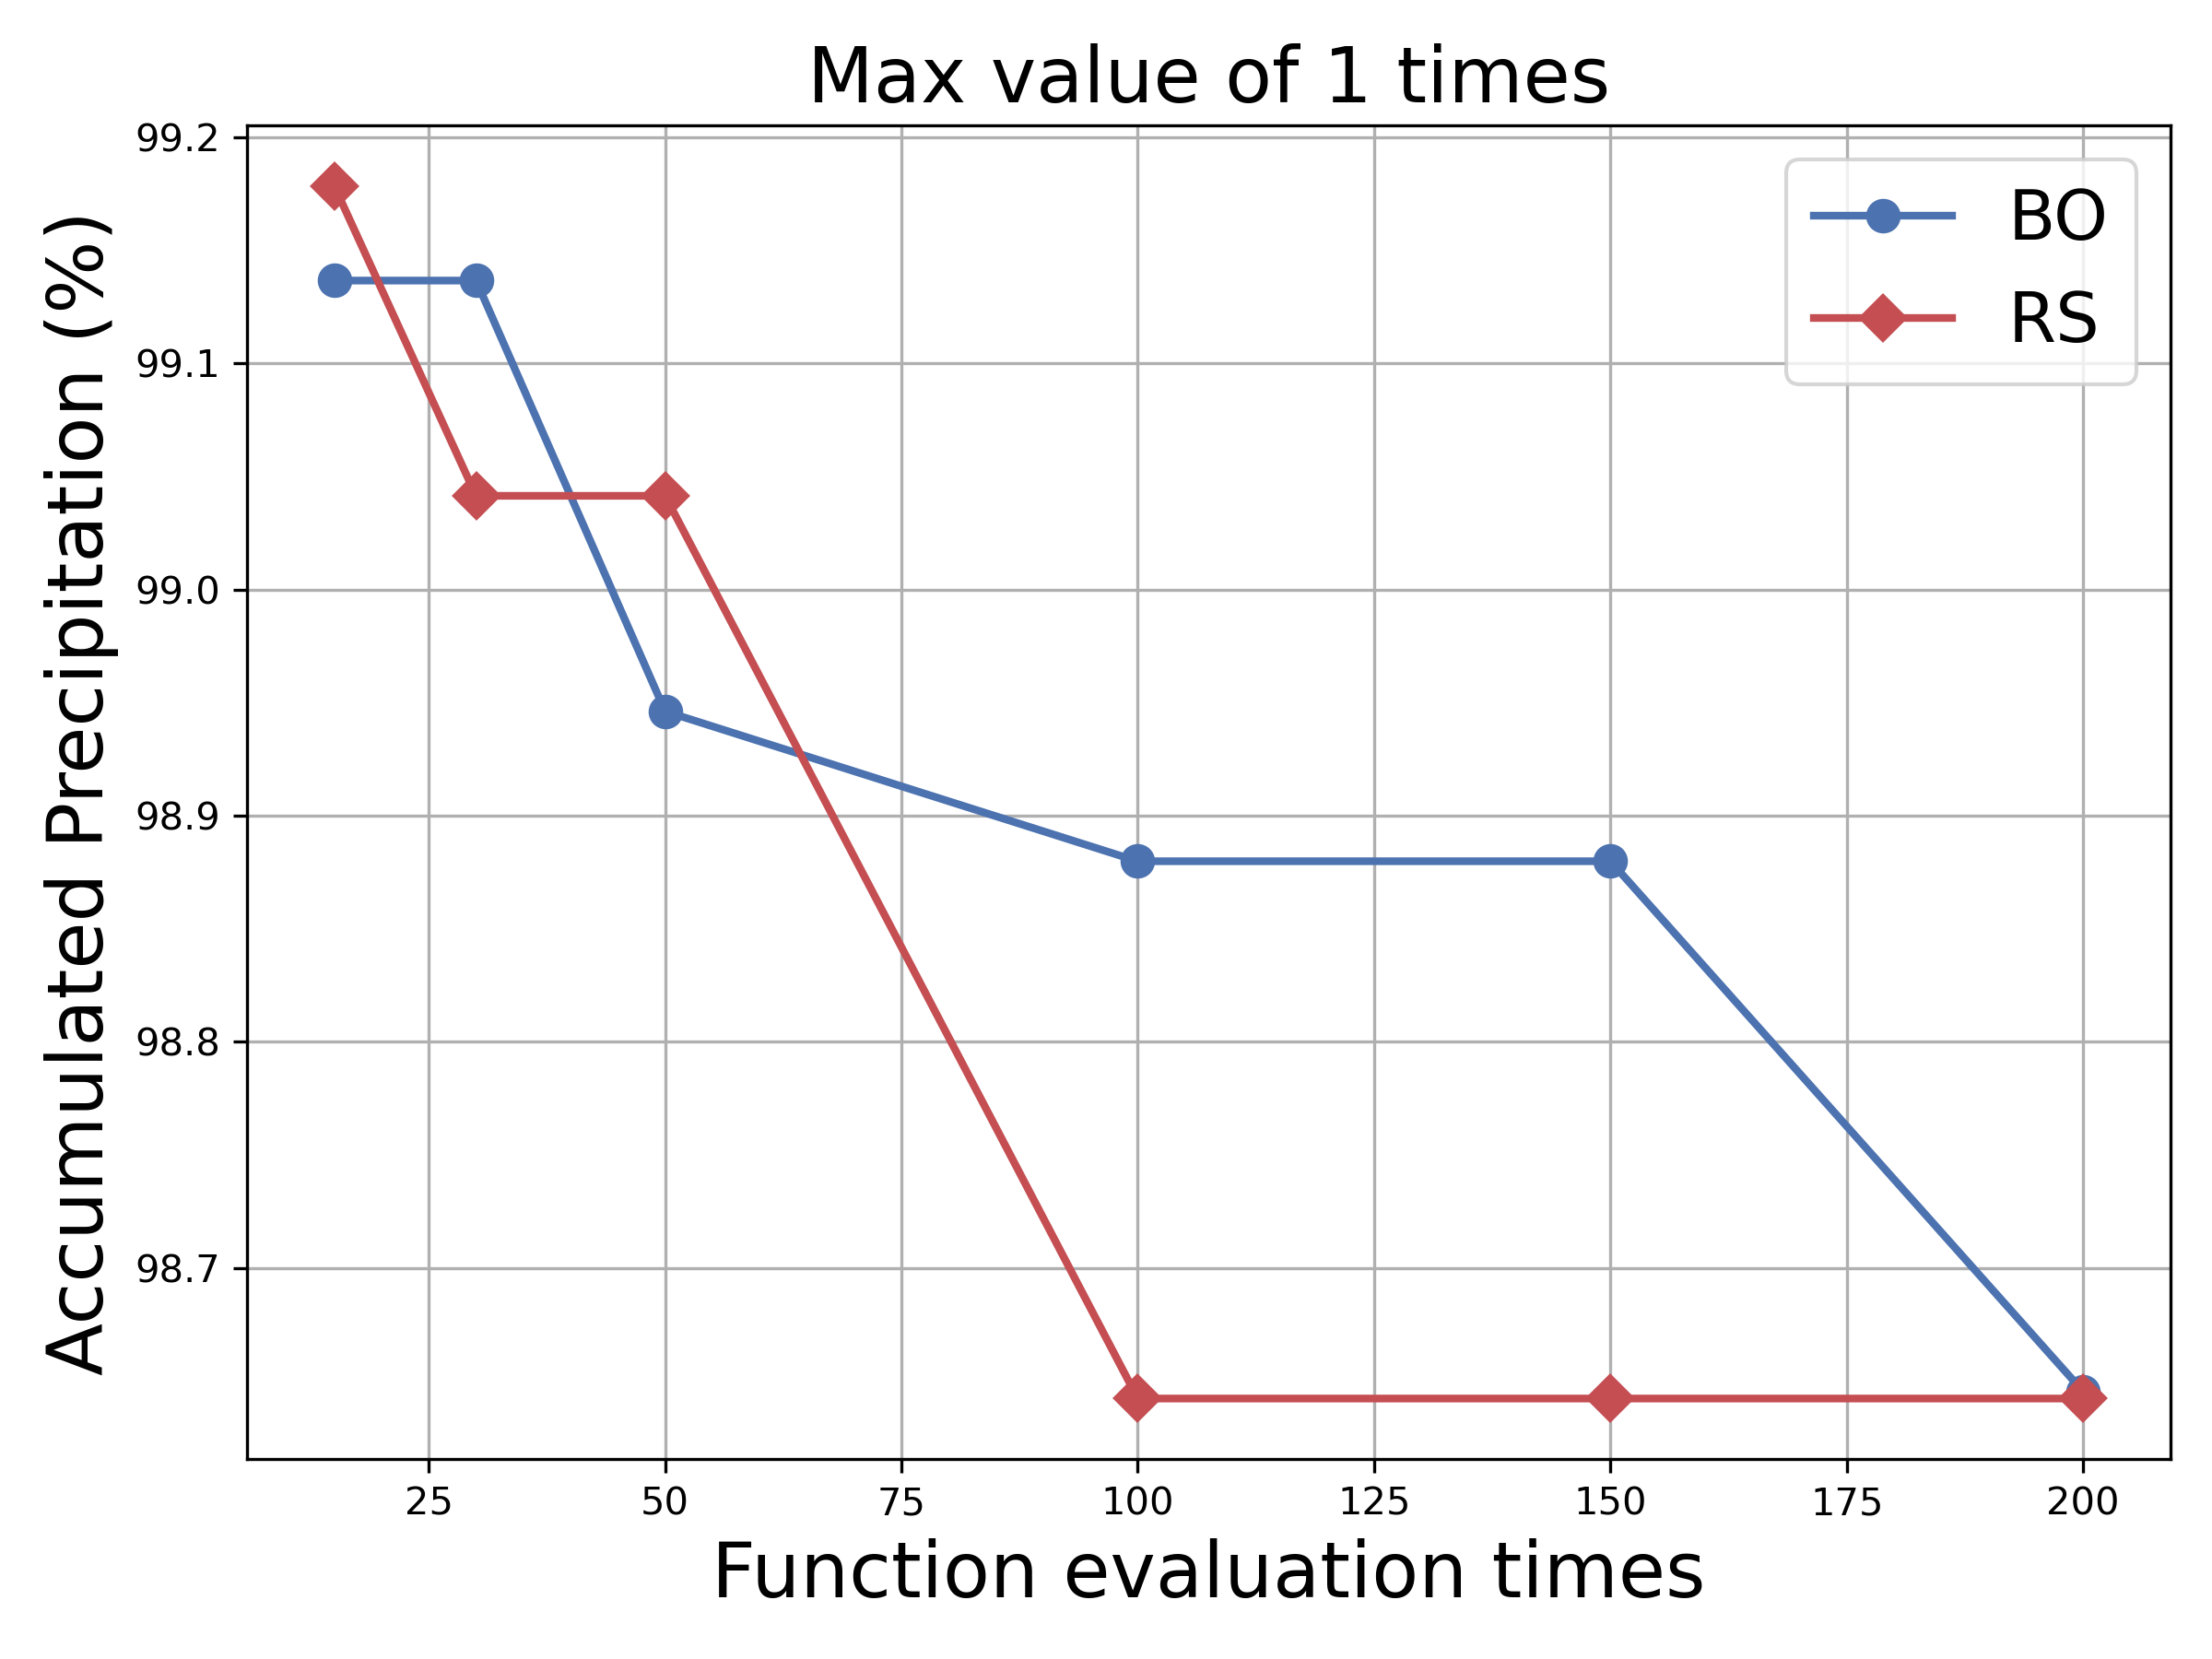 Max value of 1 times
Accumulated Precipitation (%)
99.2
99.1
99.0
98.9
98.8
98.7
BO
RS
25 50 75 100 125 150 175 200
Function evaluation times